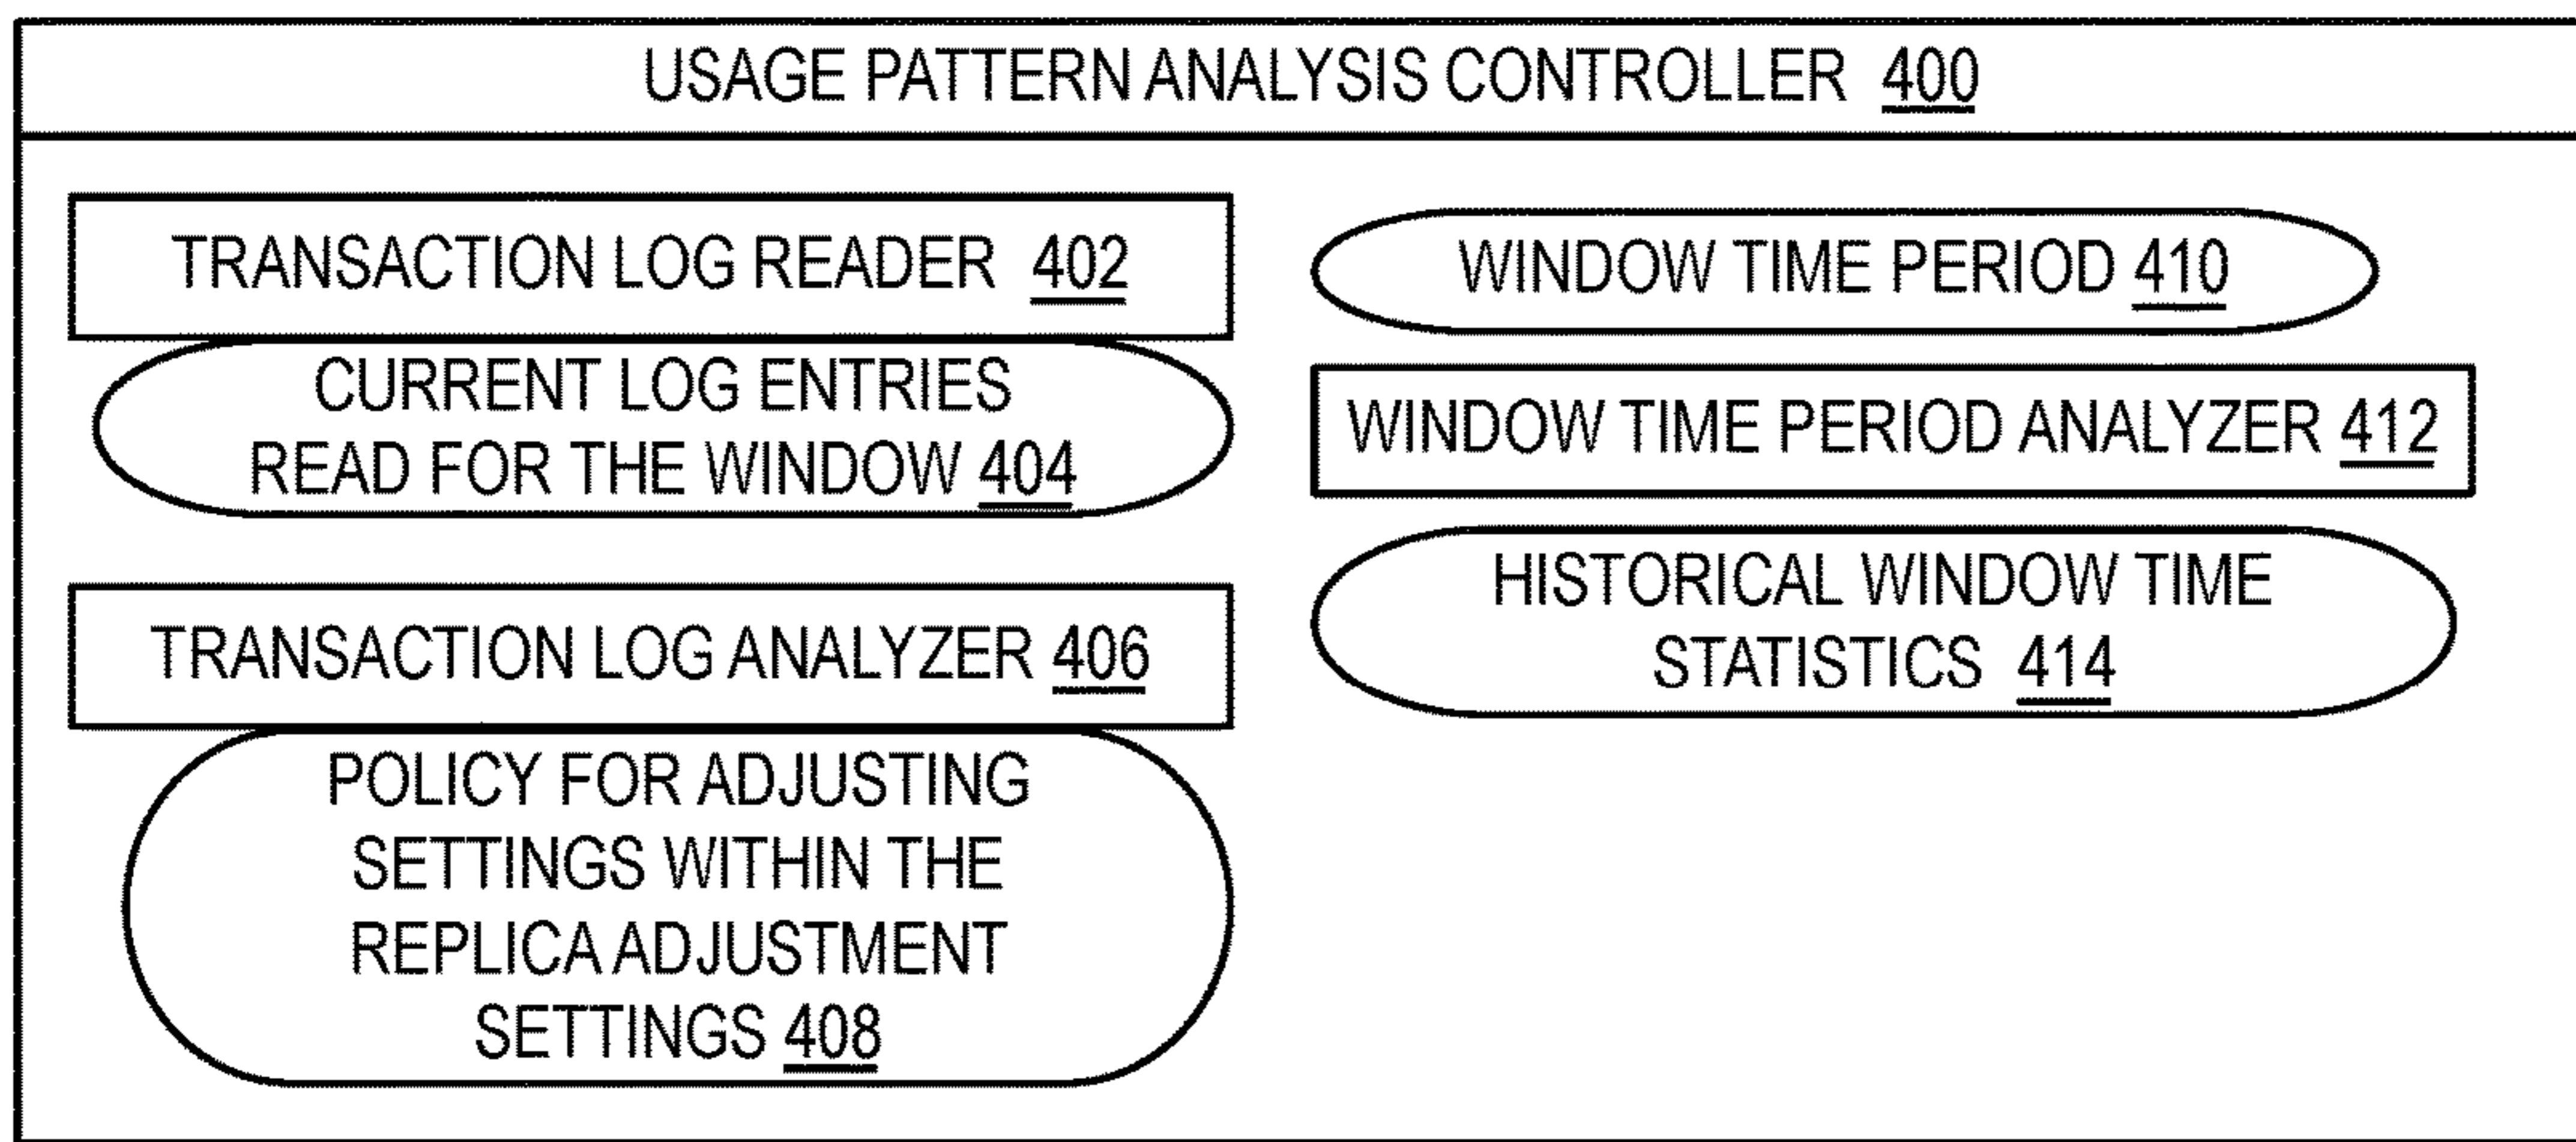 USAGE PATTERN ANALYSIS CONTROLLER 400
TRANSACTION LOG READER 402
CURRENT LOG ENTRIES
READ FOR THE WINDOW 404
TRANSACTION LOG ANALYZER 406
POLICY FOR ADJUSTING
SETTINGS WITHIN THE
REPLICA ADJUSTMENT
SETTINGS 408
WINDOW TIME PERIOD 410
WINDOW TIME PERIOD ANALYZER 412
HISTORICAL WINDOW TIME
STATISTICS 414